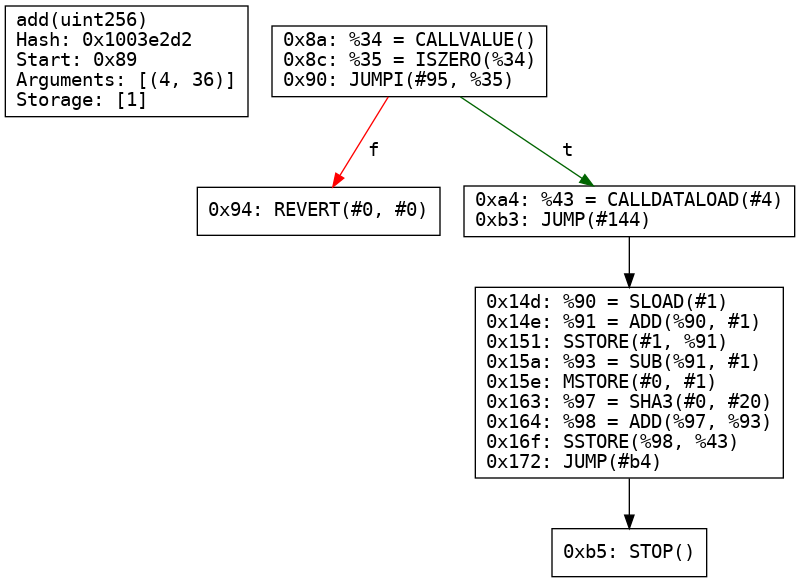 add(uint256)
Hash: 0x1003e2d2
Start: 0x89
Arguments: [(4, 36)]
Storage: [1]
0x8a: %34 = CALLVALUE()
0x8c: %35 = ISZERO(%34)
0x90: JUMPI(#95, %35)
f
t
0x94: REVERT(#0, #0)
0xa4: %43 = CALLDATALOAD(#4)
0xb3: JUMP(#144)
0x14d: %90 = SLOAD(#1)
0x14e: %91 = ADD(%90, #1)
0x151: SSTORE(#1, %91)
0x15a: %93 = SUB(%91, #1)
0x15e: MSTORE(#0, #1)
0x163: %97 = SHA3(#0, #20)
0x164: %98 = ADD(%97, %93)
0x16f: SSTORE(%98, %43)
0x172: JUMP(#b4)
0xb5: STOP()